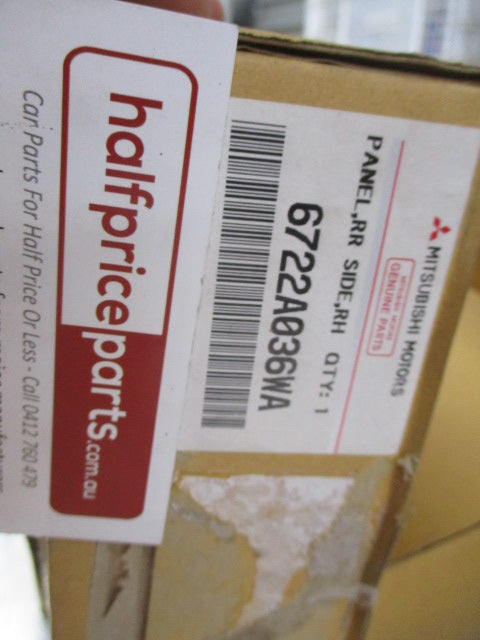 halfpriceparts.com.au
Car Parts For Half Price Or Less - Call 0412 760 479
MITSUBISHI MOTORS
GENUINE PARTS
PANEL,RR SIDE,RH QTY: 1
6722A036WA